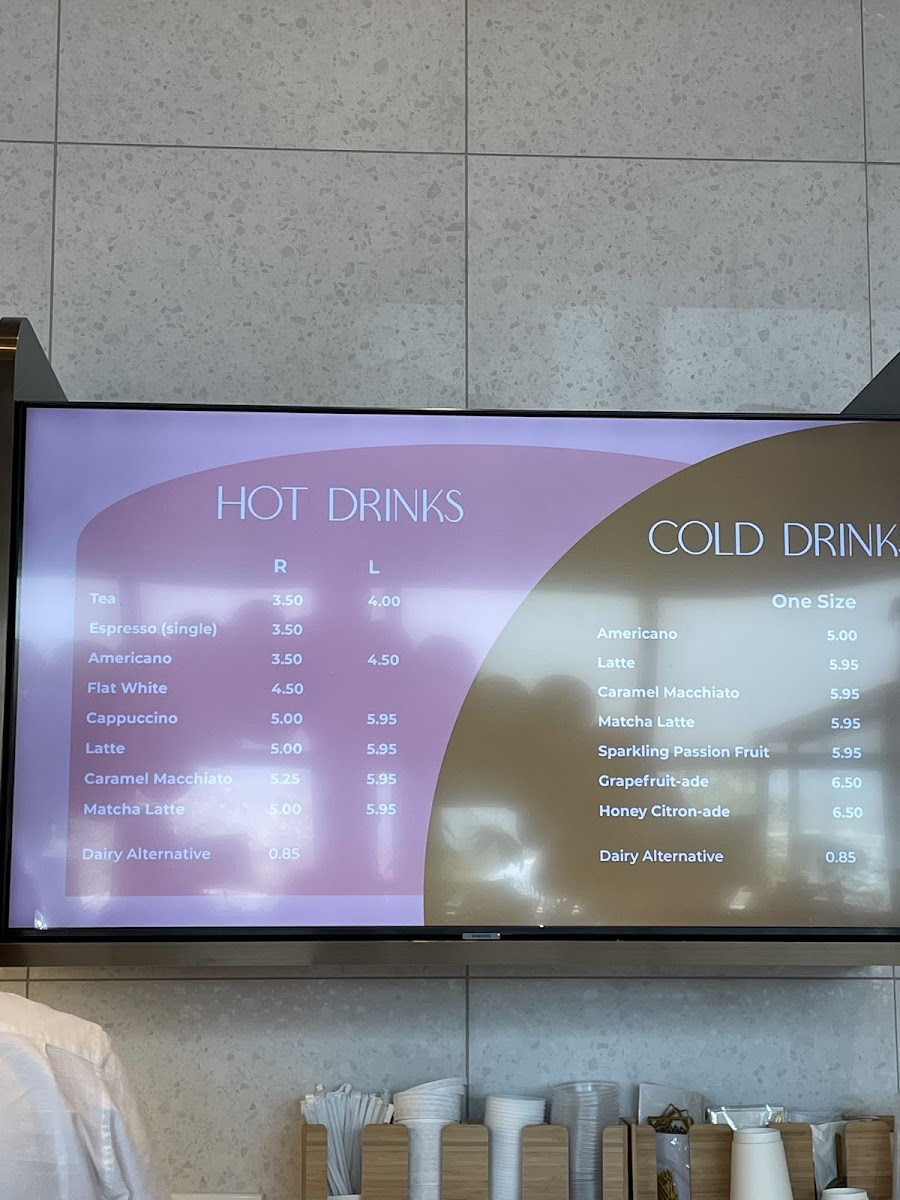 HOT DRINKS
R L
Tea 3.50 4.00
Espresso (single) 3.50
Americano 3.50 4.50
Flat White 4.50
Cappuccino 5.00 5.95
Latte 5.00 5.95
Caramel Macchiato 5.25 5.95
Matcha Latte 5.00 5.95
Dairy Alternative 0.85
COLD DRINKS
One Size
Americano 5.00
Latte 5.95
Caramel Macchiato 5.95
Matcha Latte 5.95
Sparkling Passion Fruit 5.95
Grapefruit-ade 6.50
Honey Citron-ade 6.50
Dairy Alternative 0.85
SAMSUNG